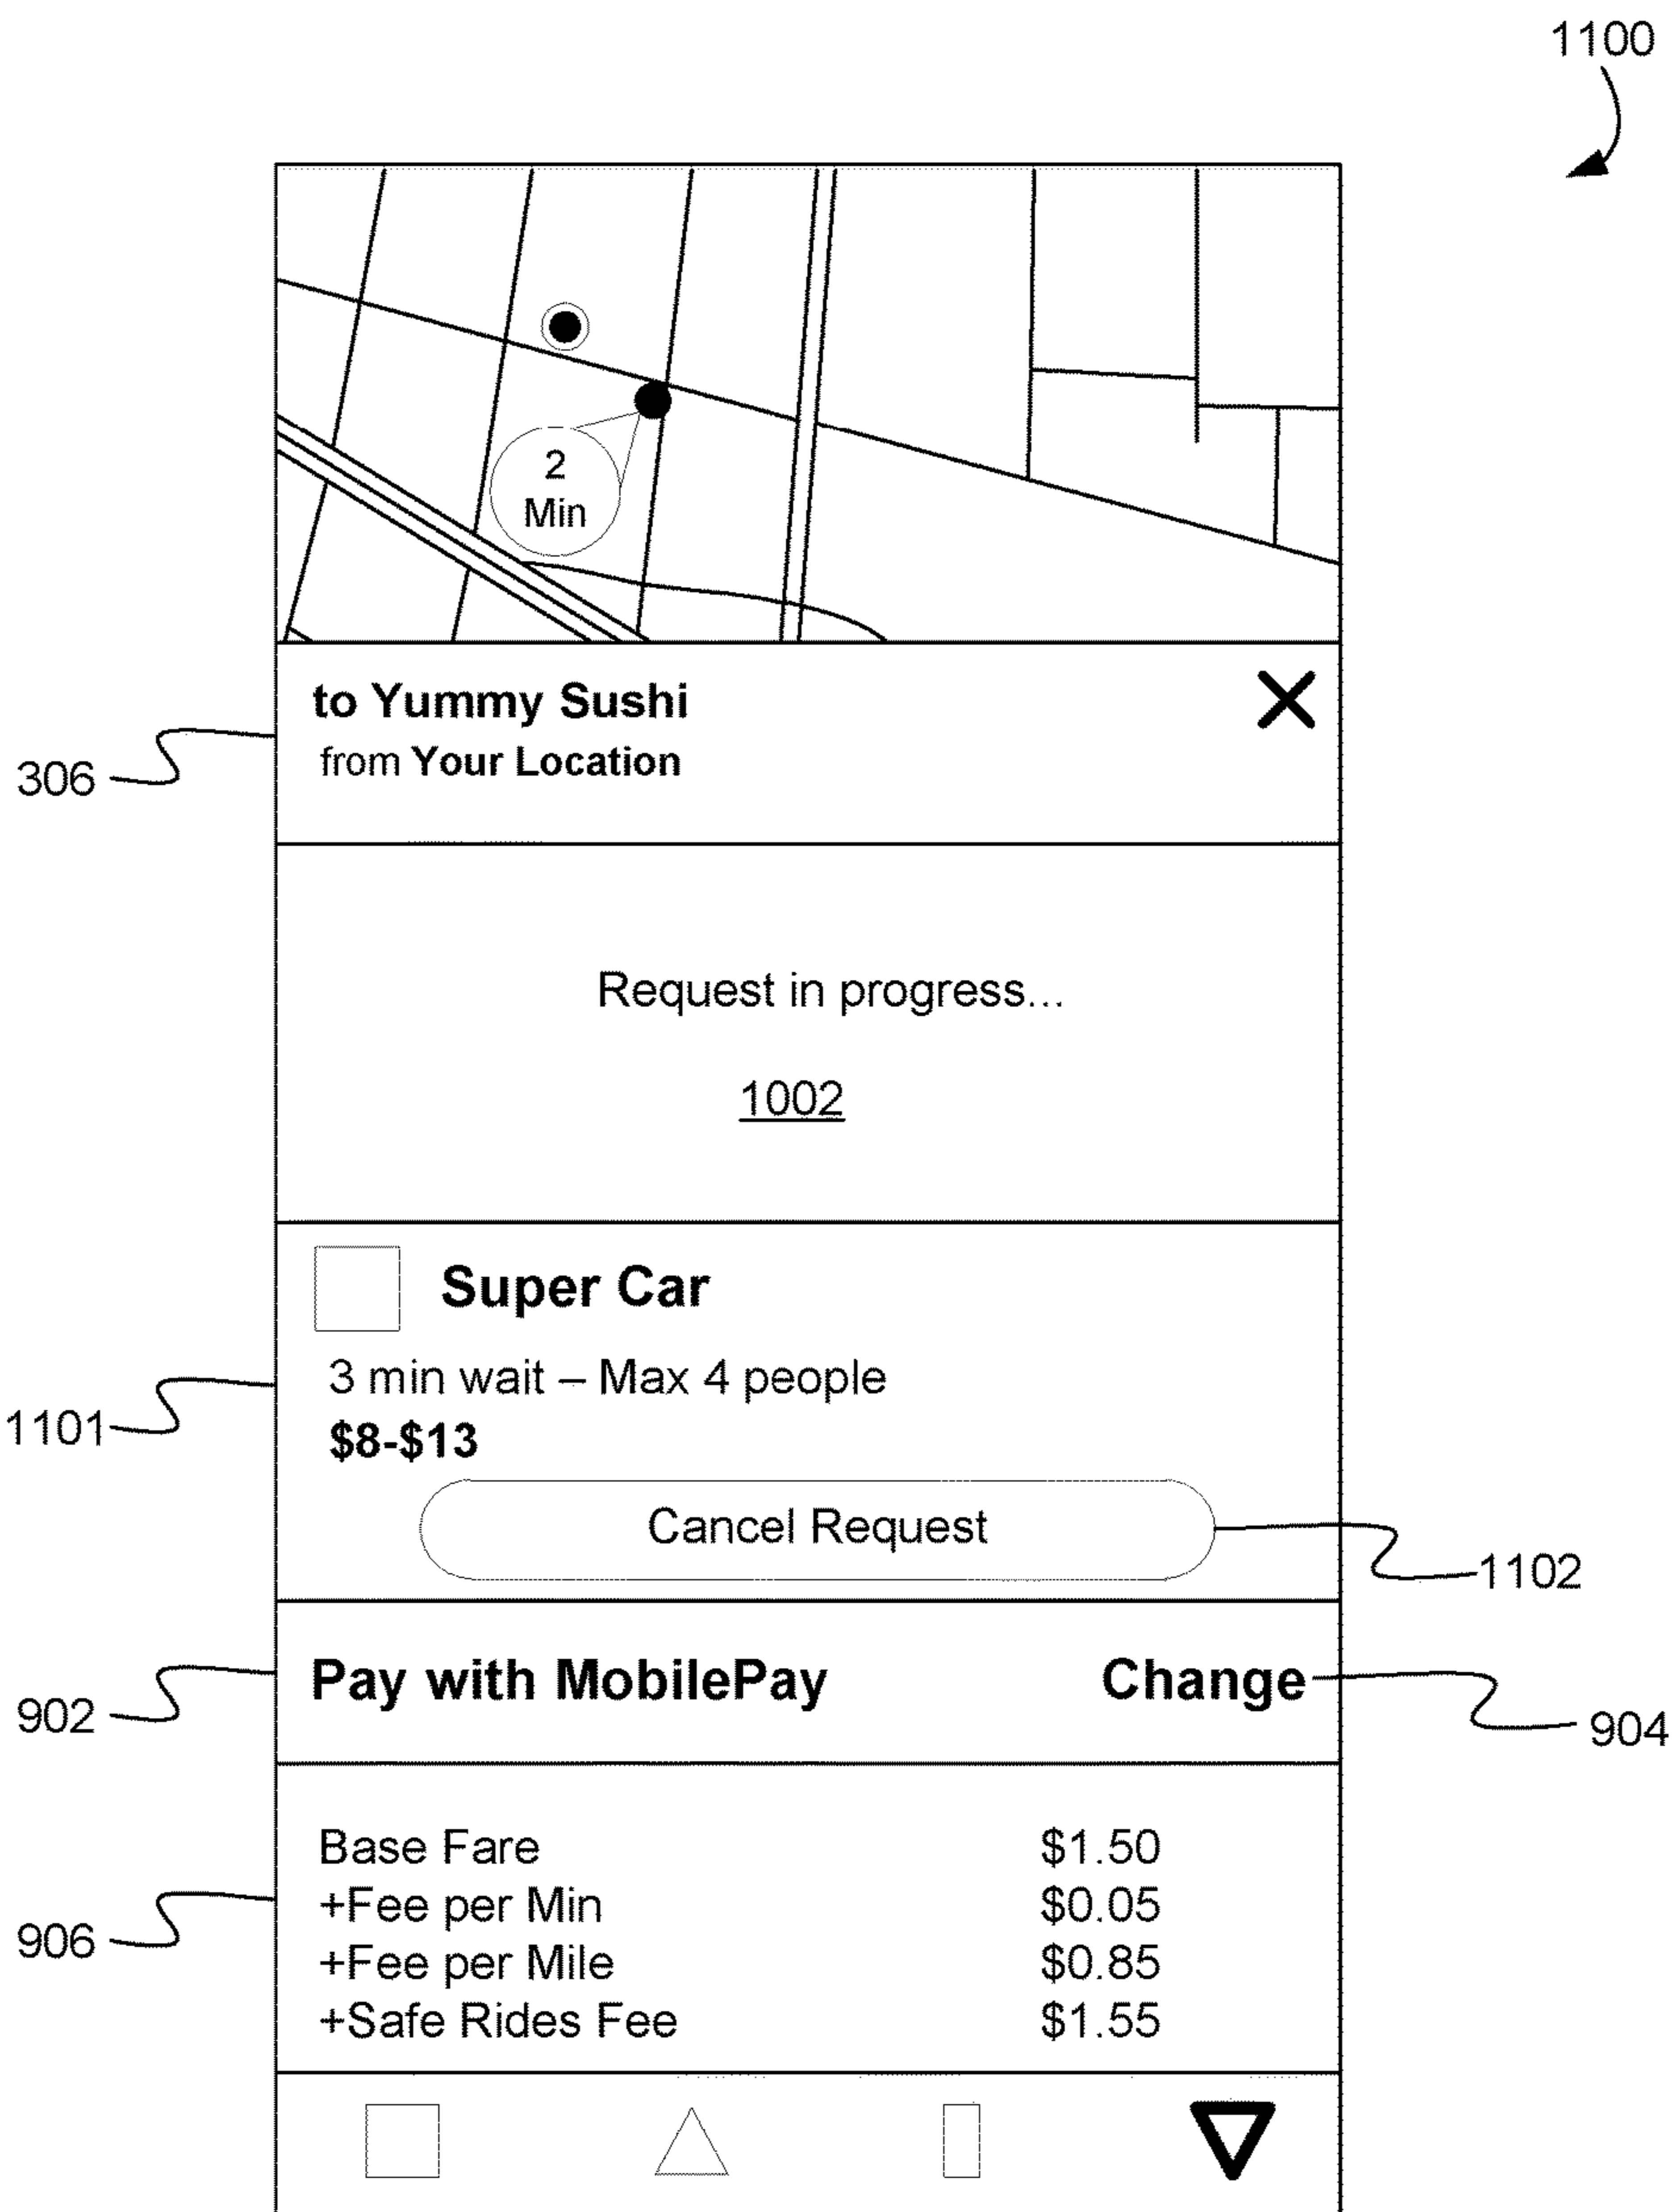 1100
2
Min
to Yummy Sushi
from Your Location
306
Request in progress...
1002
Super Car
3 min wait – Max 4 people
1101
$8-$13
Cancel Request
1102
Pay with MobilePay Change
902
904
Base Fare $1.50
+Fee per Min $0.05
906
+Fee per Mile $0.85
+Safe Rides Fee $1.55